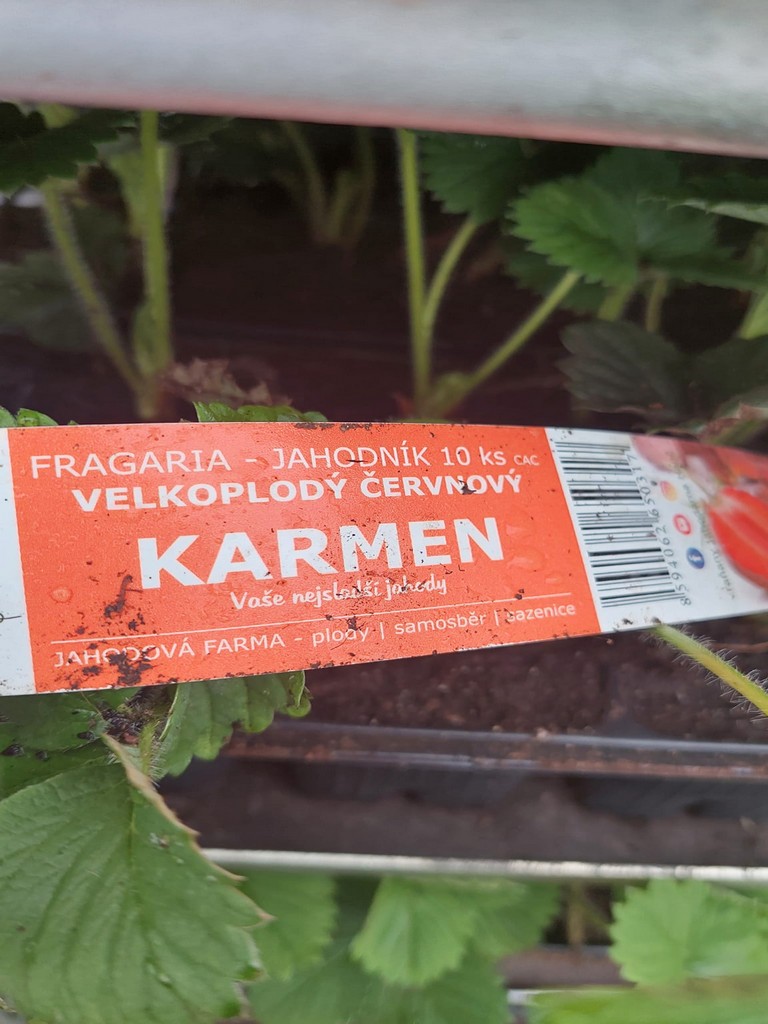 FRAGARIA - JAHODNÍK 10 ks CAC
VELKOPLODÝ ČERVNOVÝ
KARMEN
Vaše nejsladší jahody
JAHODOVÁ FARMA - plody | samosběr | sazenice